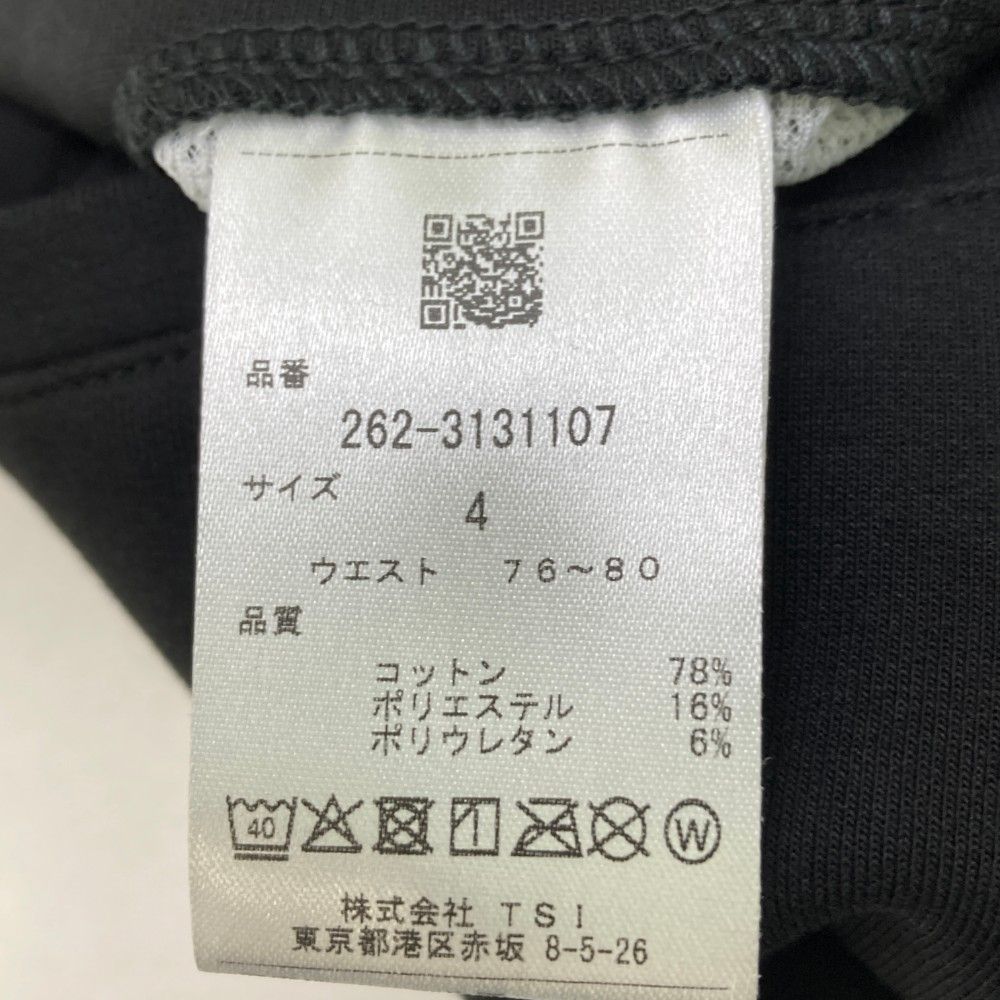 品番
262-3131107
サイズ
4
ウエスト 76～80
品質
コットン 78%
ポリエステル 16%
ポリウレタン 6%
40 W
株式会社 TSI
東京都港区赤坂 8-5-26